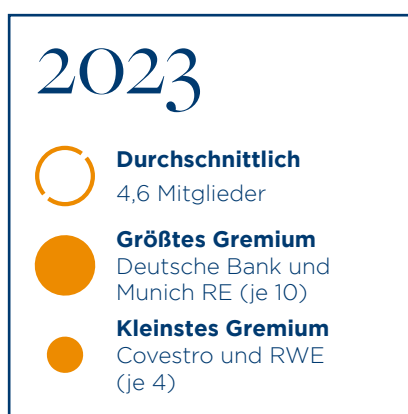 2023
Durchschnittlich
4,6 Mitglieder
Größtes Gremium
Deutsche Bank und
Munich RE (je 10)
Kleinstes Gremium
Covestro und RWE
(je 4)